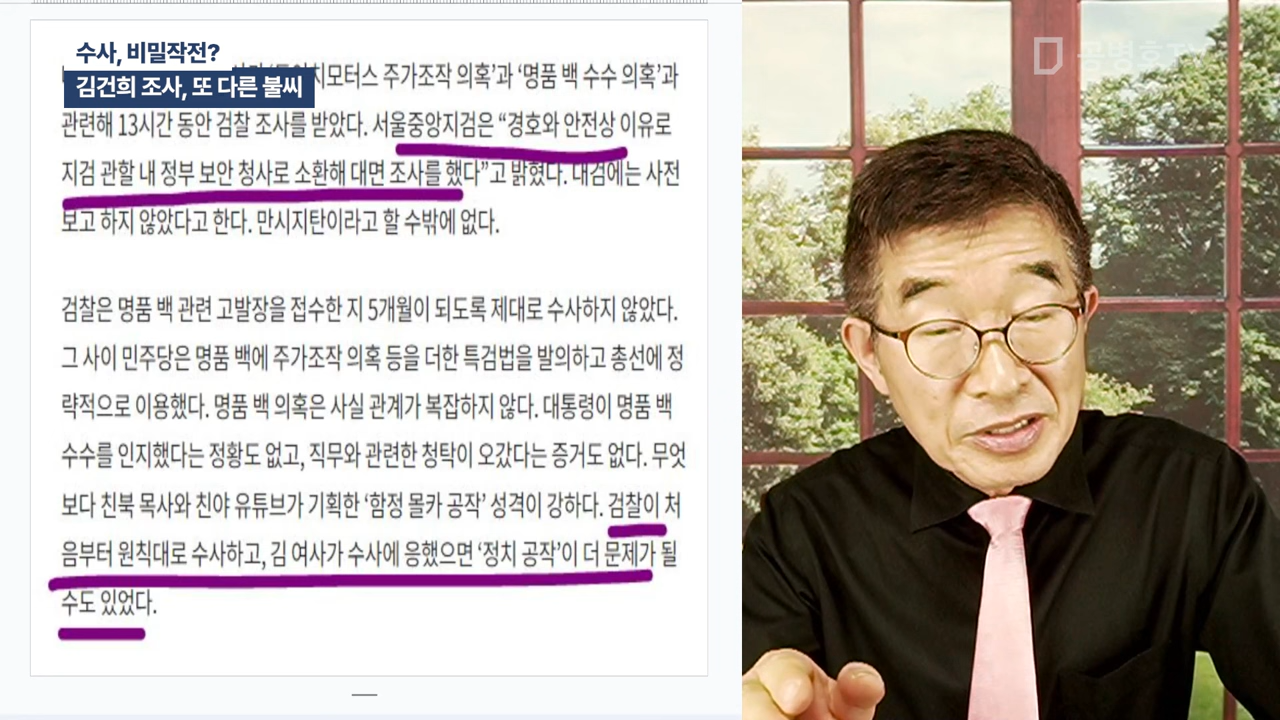 수사, 비밀작전?
김건희 조사, 또 다른 불씨
주가조작 의혹’과 ‘명품 백 수수 의혹’과
관련해 13시간 동안 검찰 조사를 받았다. 서울중앙지검은 “경호와 안전상 이유로
지검 관할 내 정부 보안 청사로 소환해 대면 조사를 했다”고 밝혔다. 대검에는 사전
보고 하지 않았다고 한다. 만시지탄이라고 할 수밖에 없다.
검찰은 명품 백 관련 고발장을 접수한 지 5개월이 되도록 제대로 수사하지 않았다.
그 사이 민주당은 명품 백에 주가조작 의혹 등을 더한 특검법을 발의하고 총선에 정
략적으로 이용했다. 명품 백 의혹은 사실 관계가 복잡하지 않다. 대통령이 명품 백
수수를 인지했다는 정황도 없고, 직무와 관련한 청탁이 오갔다는 증거도 없다. 무엇
보다 친북 목사와 친야 유튜브가 기획한 ‘함정 몰카 공작’ 성격이 강하다. 검찰이 처
음부터 원칙대로 수사하고, 김 여사가 수사에 응했으면 ‘정치 공작’이 더 문제가 될
수도 있었다.